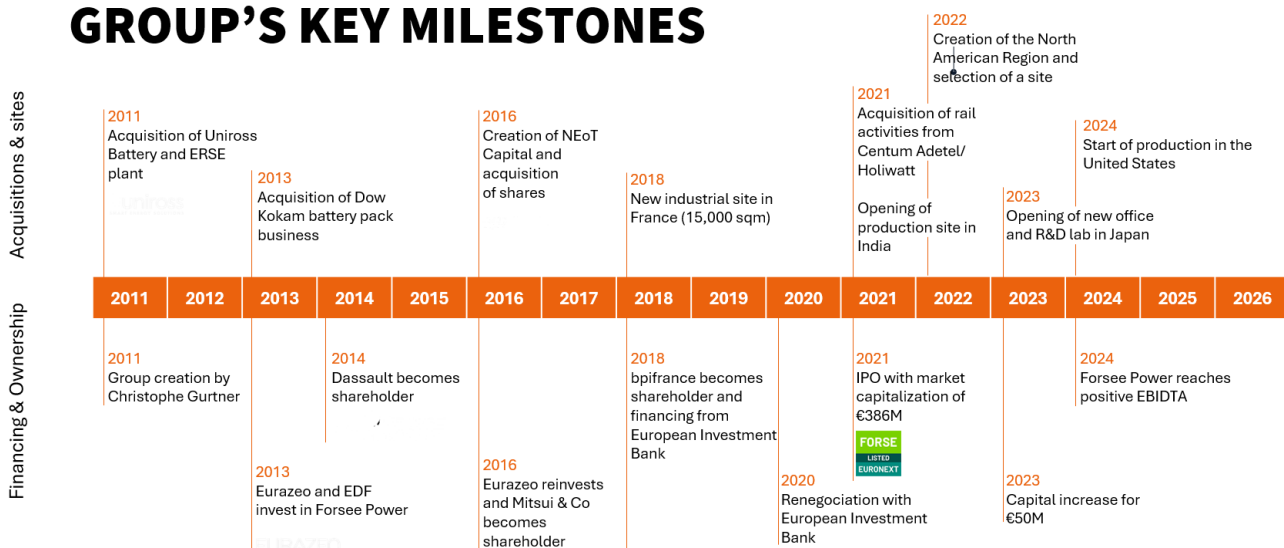 GROUP'S KEY MILESTONES
Acquisitions & sites
2011
Acquisition of Uniross
Battery and ERSE
plant
uniross
2013
Acquisition of Dow
Kokam battery pack
business
2016
Creation of NEoT
Capital and
acquisition
of shares
2018
New industrial site in
France (15,000 sqm)
2021
Acquisition of rail
activities from
Centum Adetel/
Holiwatt
Opening of
production site in
India
2022
Creation of the North
American Region and
selection of a site
2023
Opening of new office
and R&D lab in Japan
2024
Start of production in the
United States
2011 2012 2013 2014 2015 2016 2017 2018 2019 2020 2021 2022 2023 2024 2025 2026
Financing & Ownership
2011
Group creation by
Christophe Gurtner
2013
Eurazeo and EDF
invest in Forsee Power
EURAZEO
2014
Dassault becomes
shareholder
2016
Eurazeo reinvests
and Mitsui & Co
becomes
shareholder
2018
bpifrance becomes
shareholder and
financing from
European Investment
Bank
2020
Renegociation with
European Investment
Bank
2021
IPO with market
capitalization of
€386M
FORSE
LISTED
EURONEXT
2023
Capital increase for
€50M
2024
Forsee Power reaches
positive EBIDTA